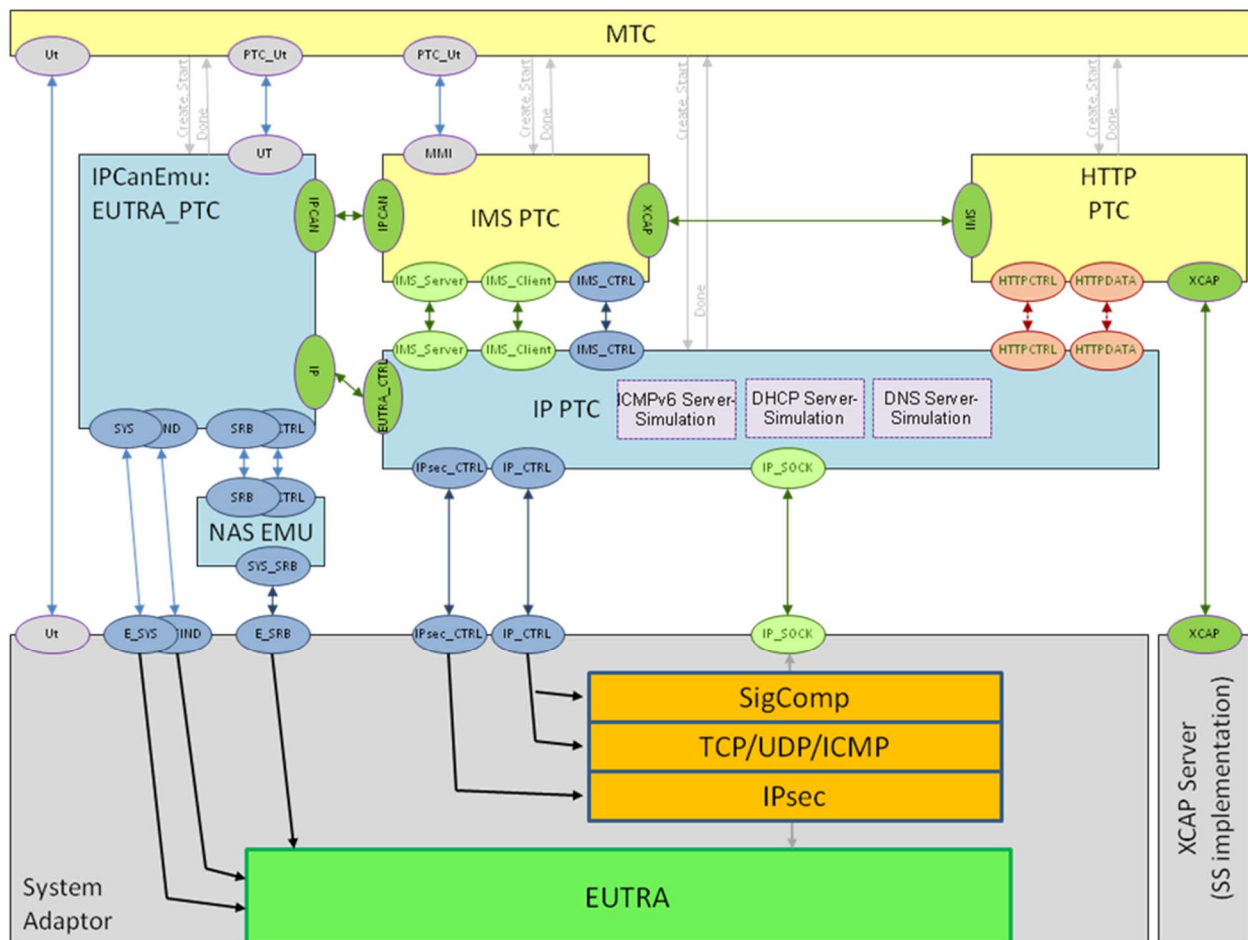 MTC
Ut
PTC_Ut
PTC_Ut
Create, Start
Done
Create, Start
Done
Create, Start
Done
Create, Start
Done
UT
MMI
IPCanEmu:
EUTRA_PTC
IPCAN
IPCAN
IMS PTC
XCAP
SMI
HTTP
PTC
IMS_Server
IMS_Client
IMS_CTRL
HTTPCTRL
HTTPDATA
XCAP
IMS_Server
IMS_Client
IMS_CTRL
HTTPCTRL
HTTPDATA
IP
EUTRA_CTRL
IP PTC
ICMPv6 Server-
Simulation
DHCP Server-
Simulation
DNS Server-
Simulation
SYS
IND
SRB
CTRL
IPsec_CTRL
IP_CTRL
IP_SOCK
SRB
CTRL
NAS EMU
SYS_SRB
Ut
E_SYS
IND
E_SRB
IPsec_CTRL
IP_CTRL
IP_SOCK
XCAP
SigComp
TCP/UDP/ICMP
IPsec
XCAP Server
(SS implementation)
System
Adaptor
EUTRA